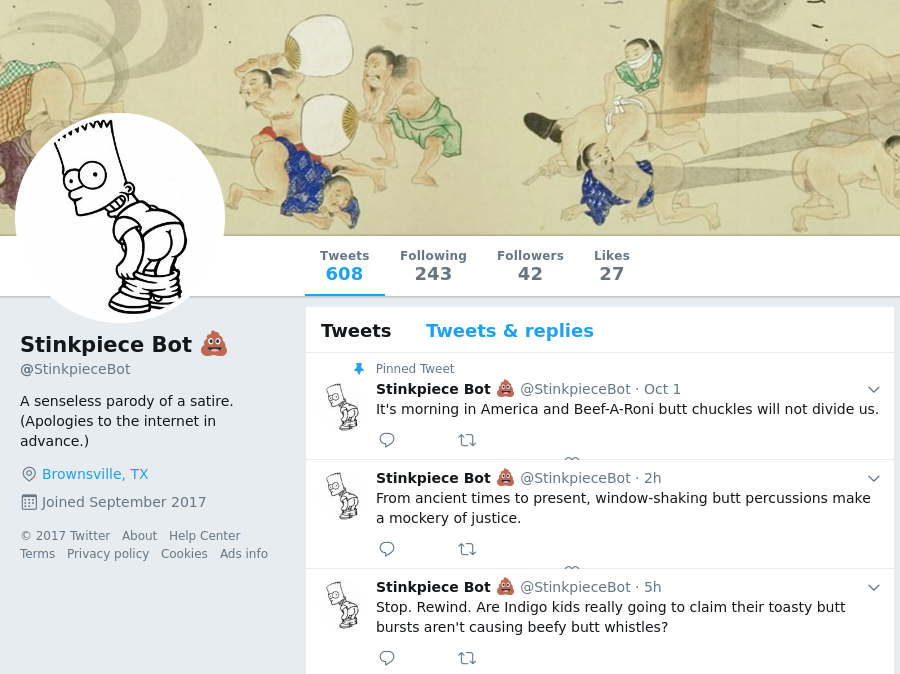 Tweets Following Followers Likes
608 243 42 27
Stinkpiece Bot 💩
@StinkpieceBot
A senseless parody of a satire.
(Apologies to the internet in
advance.)
Brownsville, TX
Joined September 2017
© 2017 Twitter About Help Center
Terms Privacy policy Cookies Ads info
Tweets Tweets & replies
Pinned Tweet
Stinkpiece Bot 💩 @StinkpieceBot · Oct 1
It's morning in America and Beef-A-Roni butt chuckles will not divide us.
Stinkpiece Bot 💩 @StinkpieceBot · 2h
From ancient times to present, window-shaking butt percussions make
a mockery of justice.
Stinkpiece Bot 💩 @StinkpieceBot · 5h
Stop. Rewind. Are Indigo kids really going to claim their toasty butt
bursts aren't causing beefy butt whistles?